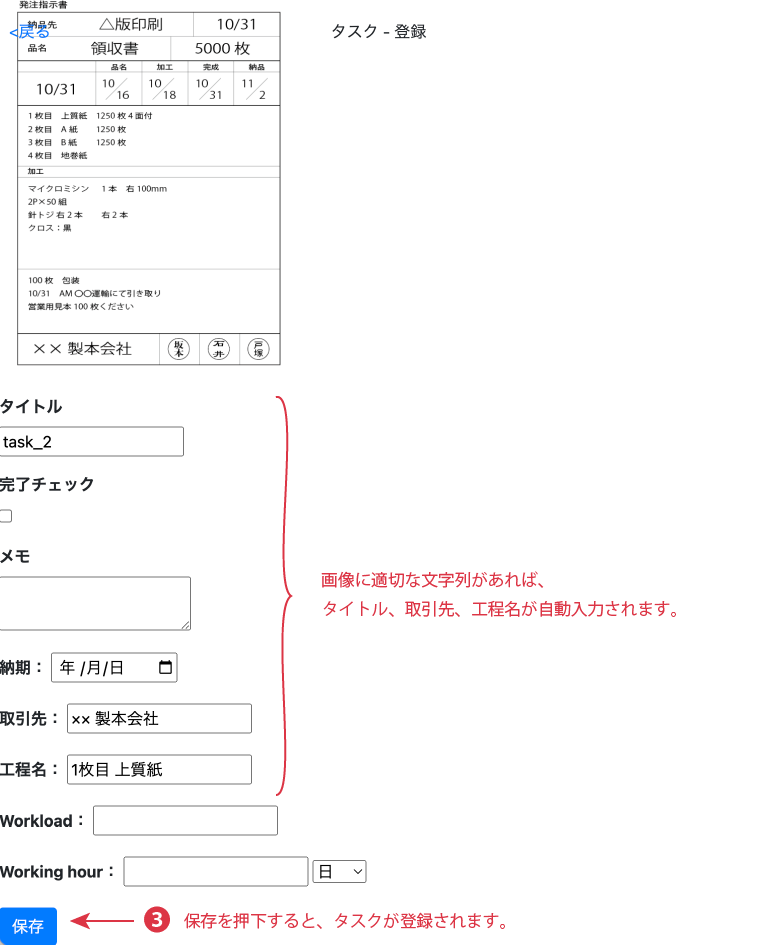 発注指示書
<戻る
納品先 △版印刷 10/31
タスク - 登録
品名 領収書 5000 枚
品名 加工 完成 納品
10/31 10/16 10/18 10/31 11/2
1 枚目 上質紙 1250 枚 4 面付
2 枚目 A 紙 1250 枚
3 枚目 B 紙 1250 枚
4 枚目 地巻紙
加工
マイクロミシン 1 本 右 100mm
2P×50 組
針トジ 右 2 本 右 2 本
クロス：黒
100 枚 包装
10/31 AM 〇〇運輸にて引き取り
営業用見本 100 枚ください
×× 製本会社 坂本 石井 戸塚
タイトル
task_2
完了チェック
メモ
画像に適切な文字列があれば、
タイトル、取引先、工程名が自動入力されます。
納期： 年 /月/日
取引先： ×× 製本会社
工程名： 1枚目 上質紙
Workload：
Working hour： 日
保存 3 保存を押下すると、タスクが登録されます。